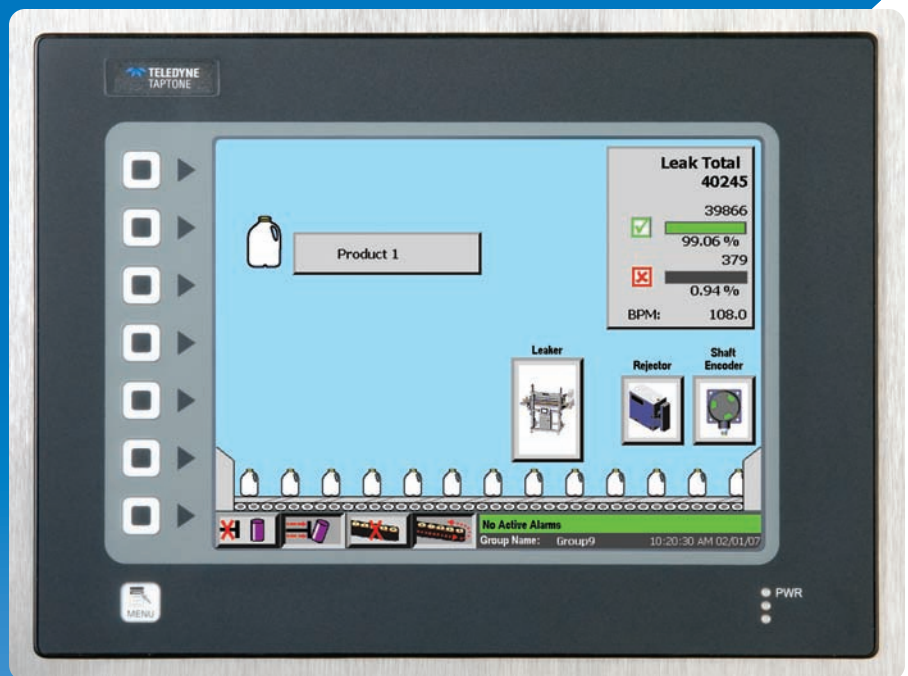 TELEDYNE
TAPTONE
Leak Total
40245
39866
99.06 %
379
0.94 %
BPM: 108.0
Product 1
Leaker
Rejector
Shaft
Encoder
No Active Alarms
Group Name: Group9 10:20:30 AM 02/01/07
MENU
PWR